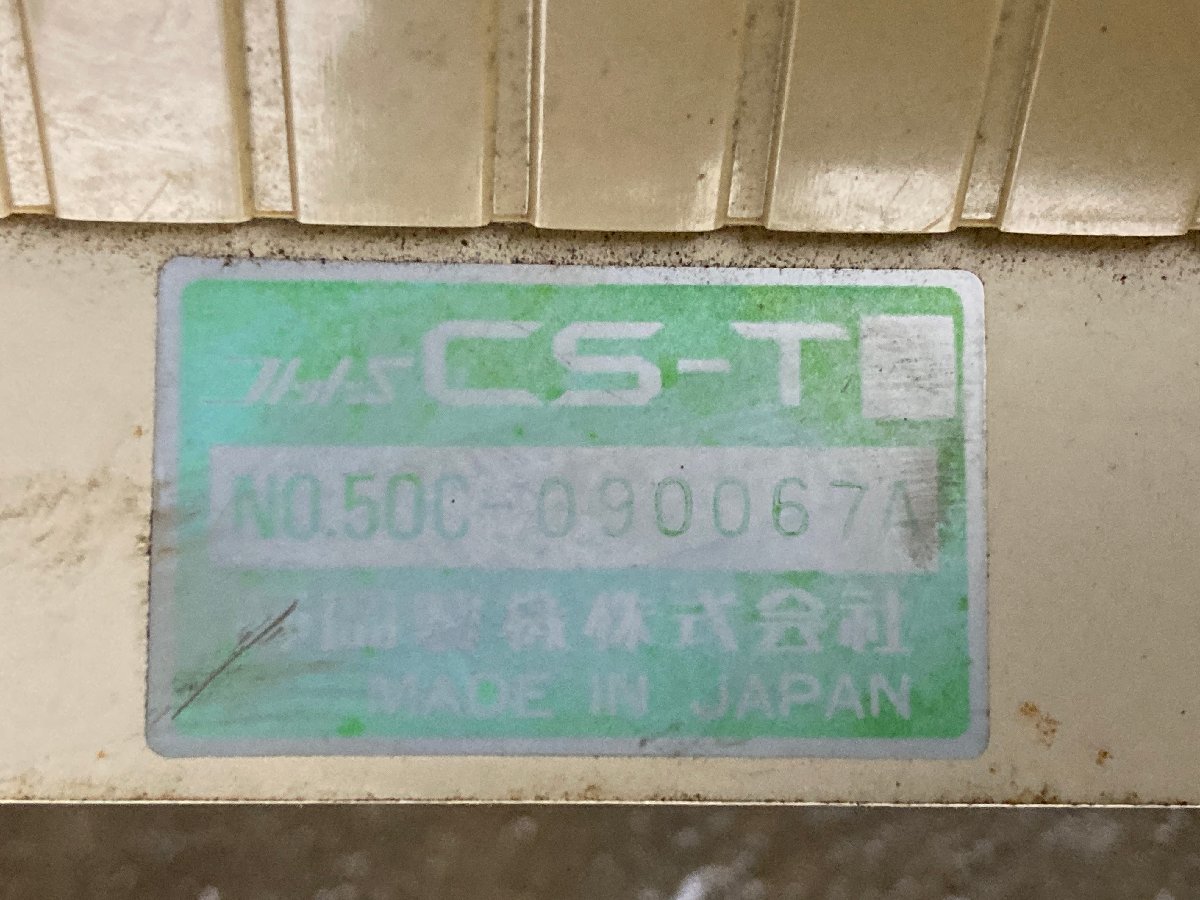 CS-T
NO.50C-090067A
株式会社
MADE IN JAPAN